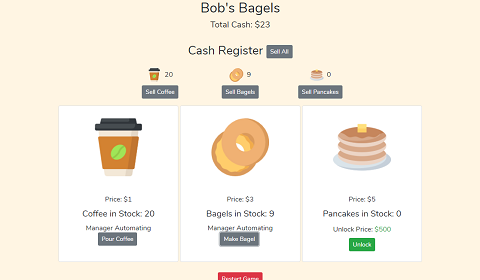 Bob's Bagels
Total Cash: $23
Cash Register Sell All
20 9 0
Sell Coffee Sell Bagels Sell Pancakes
Price: $1 Price: $3 Price: $5
Coffee in Stock: 20 Bagels in Stock: 9 Pancakes in Stock: 0
Manager Automating Manager Automating Unlock Price: $500
Pour Coffee Make Bagel Unlock
Restart Game